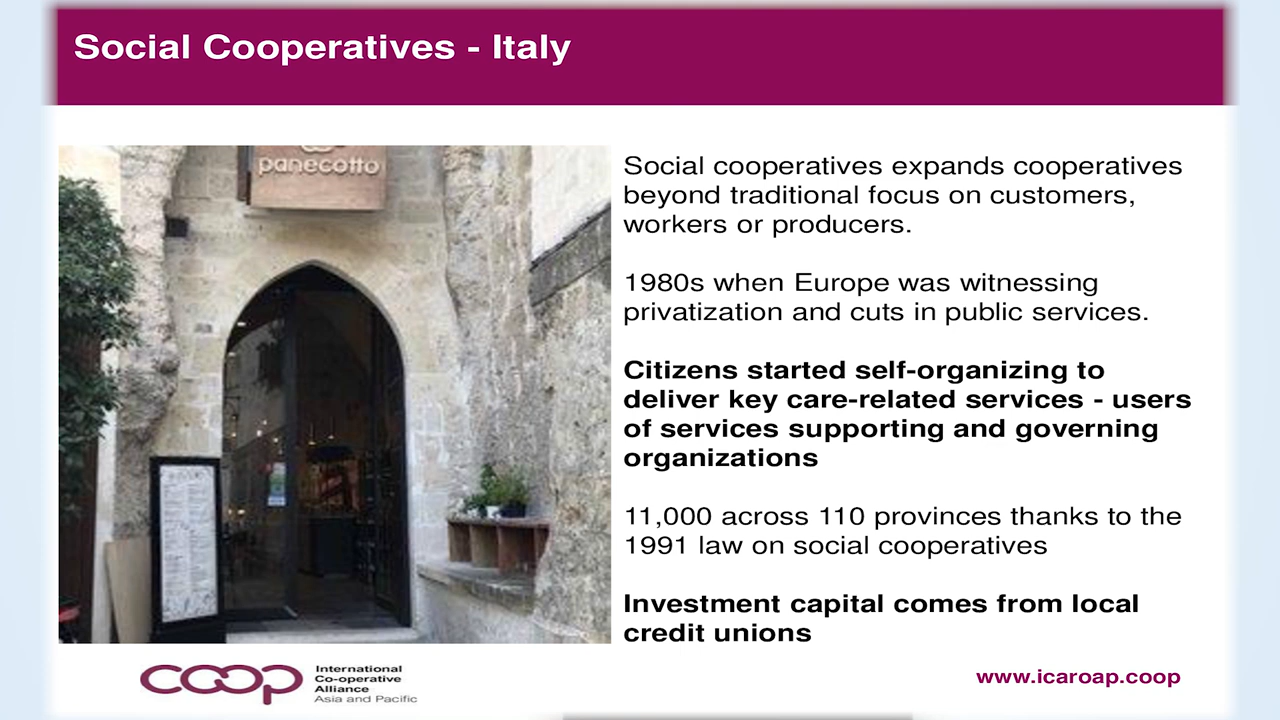 Social Cooperatives - Italy
panecotto
Social cooperatives expands cooperatives
beyond traditional focus on customers,
workers or producers.
1980s when Europe was witnessing
privatization and cuts in public services.
Citizens started self-organizing to
deliver key care-related services - users
of services supporting and governing
organizations
11,000 across 110 provinces thanks to the
1991 law on social cooperatives
Investment capital comes from local
credit unions
coop
International
Co-operative
Alliance
Asia and Pacific
www.icaroap.coop